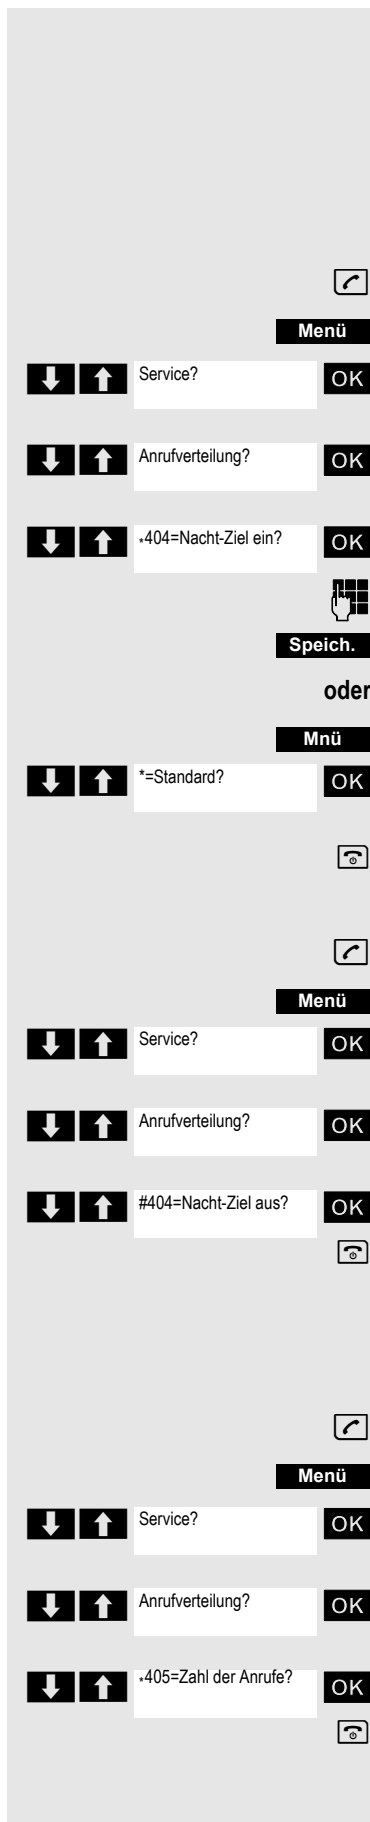 Menü
Service? OK
Anrufverteilung? OK
*404=Nacht-Ziel ein? OK
Speich.
oder
Mnü
*=Standard? OK
Menü
Service? OK
Anrufverteilung? OK
#404=Nacht-Ziel aus? OK
Menü
Service? OK
Anrufverteilung? OK
*405=Zahl der Anrufe? OK